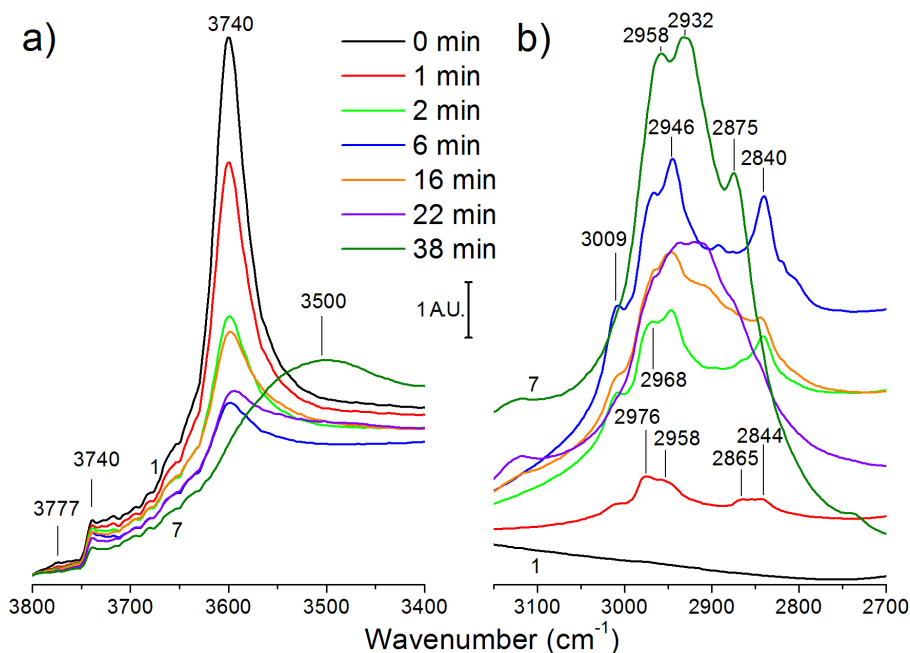 a)
3740
0 min
1 min
2 min
6 min
16 min
22 min
38 min
3500
1 A.U.
3777
3740
1
7
3800
3700
3600
3500
3400
b)
2958
2932
2946
2875
2840
3009
7
2968
2976
2958
2865
2844
1
3100
3000
2900
2800
2700
Wavenumber (cm-1)